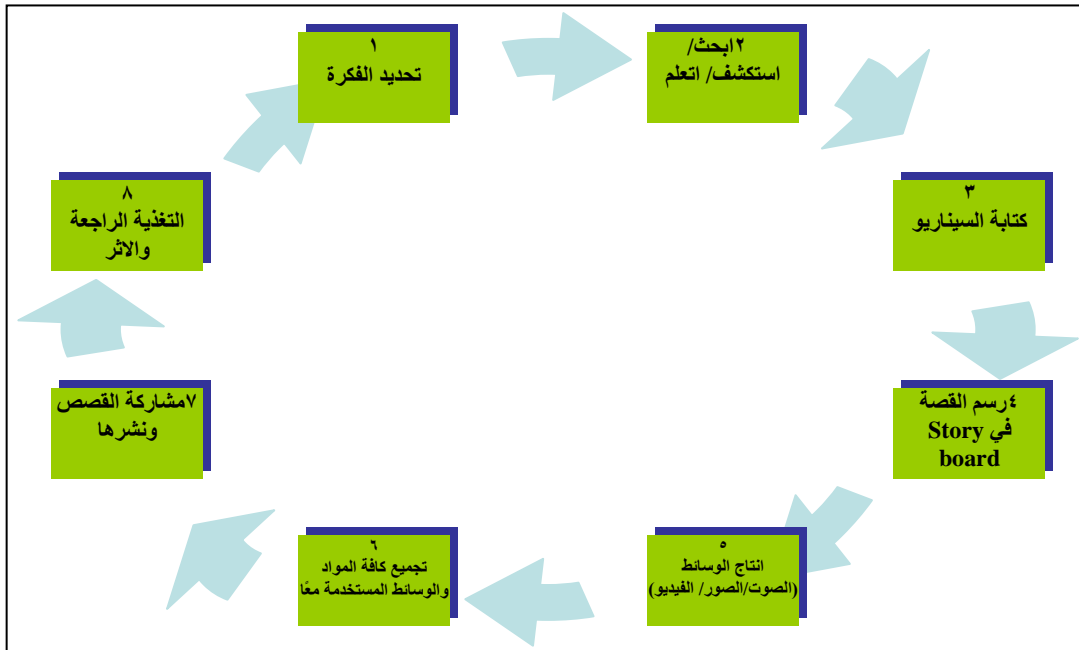 ١
تحديد الفكرة
٢ابحث/
استكشف/ اتعلم
٣
كتابة السيناريو
٤رسم القصة
في Story
board
٥
انتاج الوسائط
(الصوت/الصور/ الفيديو)
٦
تجميع كافة المواد
والوسائط المستخدمة معًا
٧مشاركة القصص
ونشرها
٨
التغذية الراجعة
والاثر